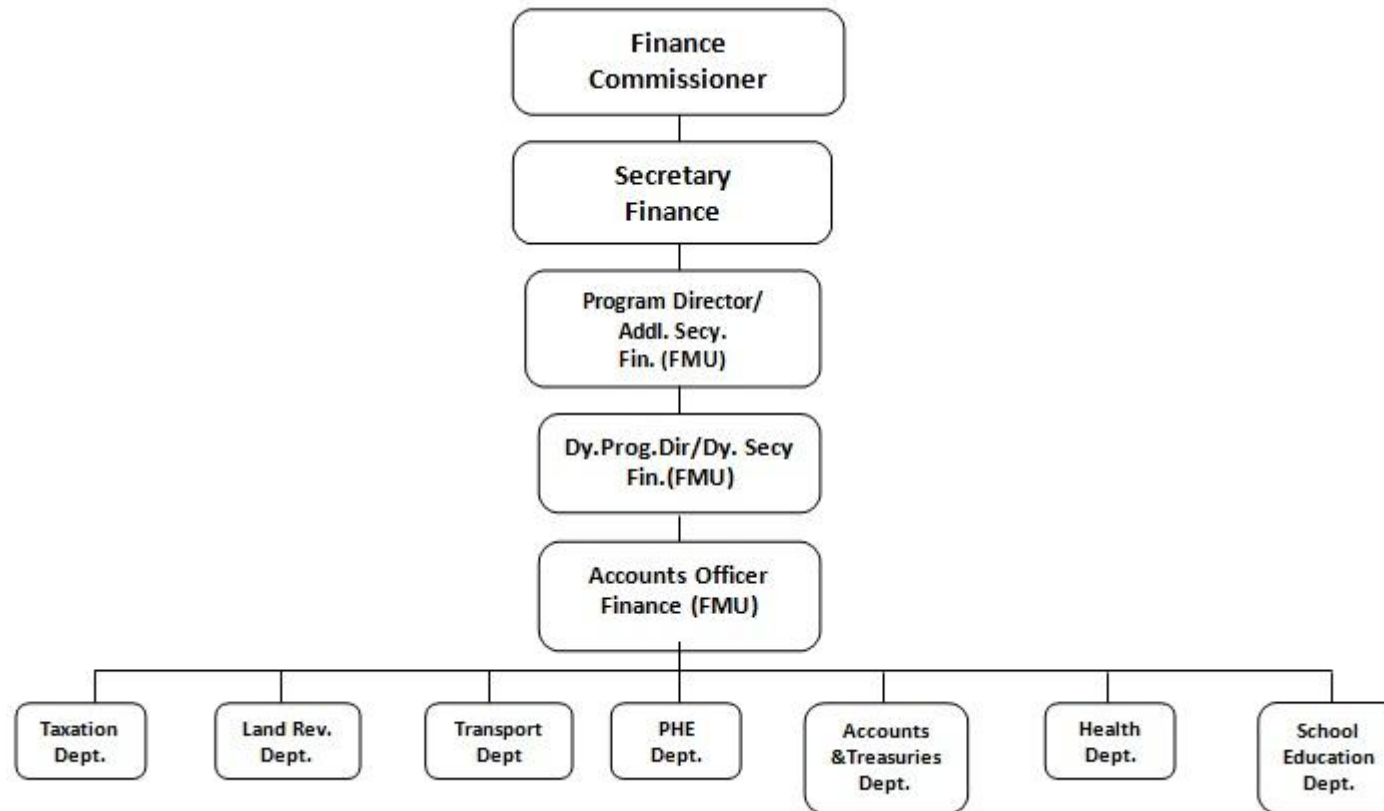 Finance
Commissioner
Secretary
Finance
Program Director/
Addl. Secy.
Fin. (FMU)
Dy.Prog.Dir/Dy. Secy
Fin.(FMU)
Accounts Officer
Finance (FMU)
Taxation
Dept.
Land Rev.
Dept.
Transport
Dept
PHE
Dept.
Accounts
&Treasuries
Dept.
Health
Dept.
School
Education
Dept.